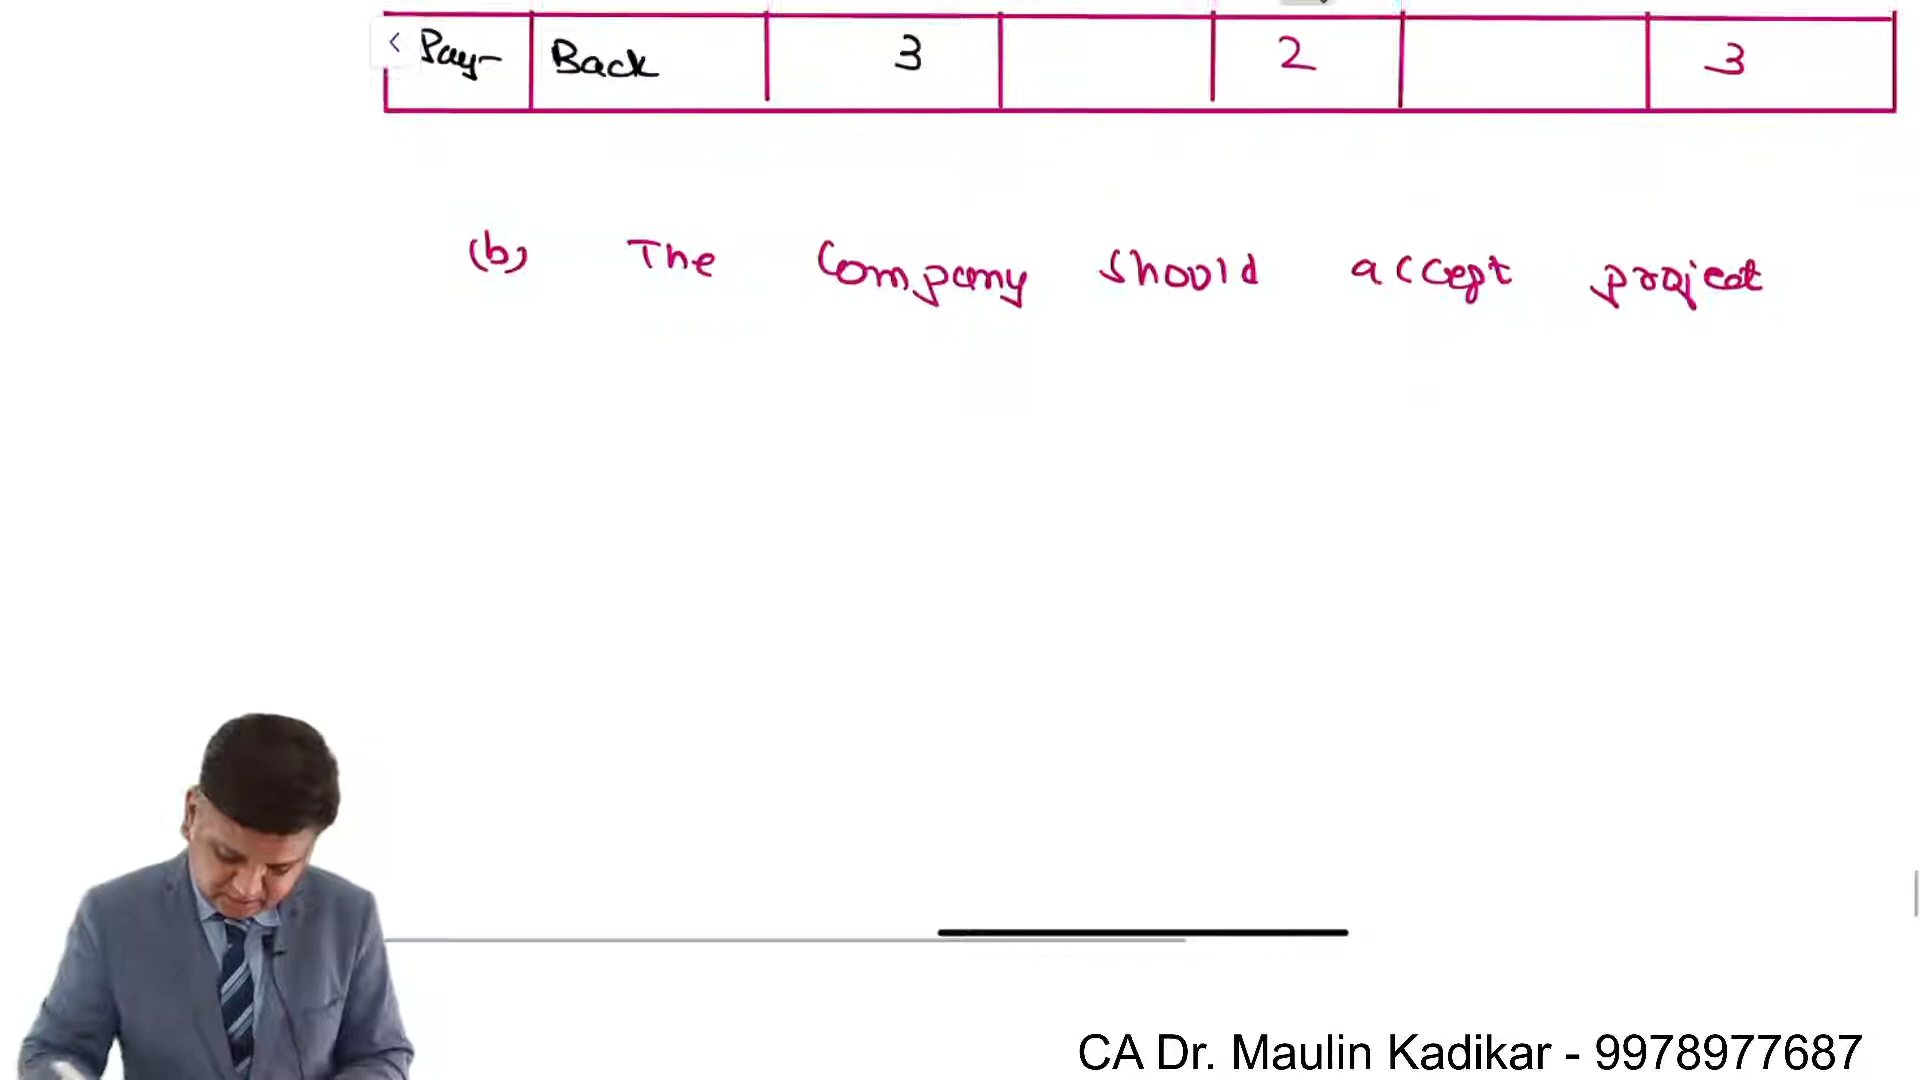 Pay- Back 3 2 3
(b) The Company should accept project
CA Dr. Maulin Kadikar - 9978977687